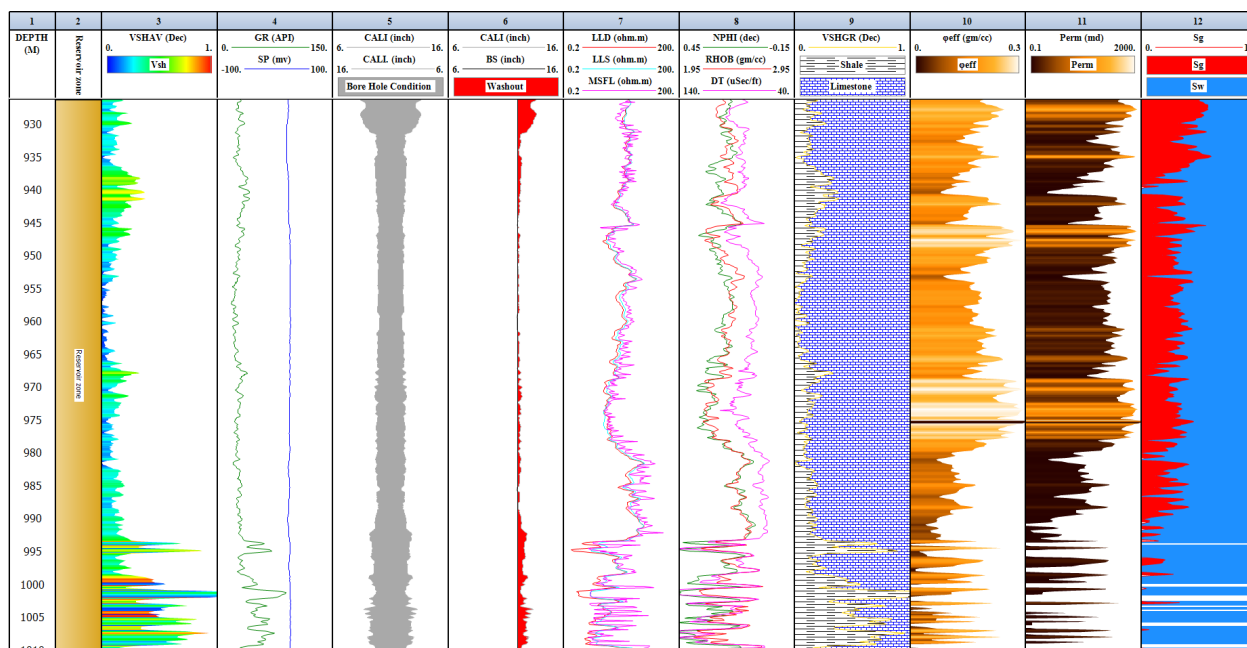 1 2 3 4 5 6 7 8 9 10 11 12
DEPTH (M)
Reservoir zone
VSHAV (Dec)
0. 1.
Vsh
GR (API)
0. 150.
SP (mv)
-100. 100.
CALI (inch)
6. 16.
CALI (inch)
16. 6.
Bore Hole Condition
CALI (inch)
6. 16.
BS (inch)
6. 16.
Washout
LLD (ohm.m)
0.2 200.
LLS (ohm.m)
0.2 200.
MSFL (ohm.m)
0.2 200.
NPHI (dec)
0.45 -0.15
RHOB (gm/cc)
1.95 2.95
DT (uSec/ft)
140. 40.
VSHGR (Dec)
0. 1.
Shale
Limestone
φeff (gm/cc)
0. 0.3
φeff
Perm (md)
0.1 2000.
Perm
Sg
1. 0.
Sg
Sw
Reservoir zone
930
935
940
945
950
955
960
965
970
975
980
985
990
995
1000
1005
1010